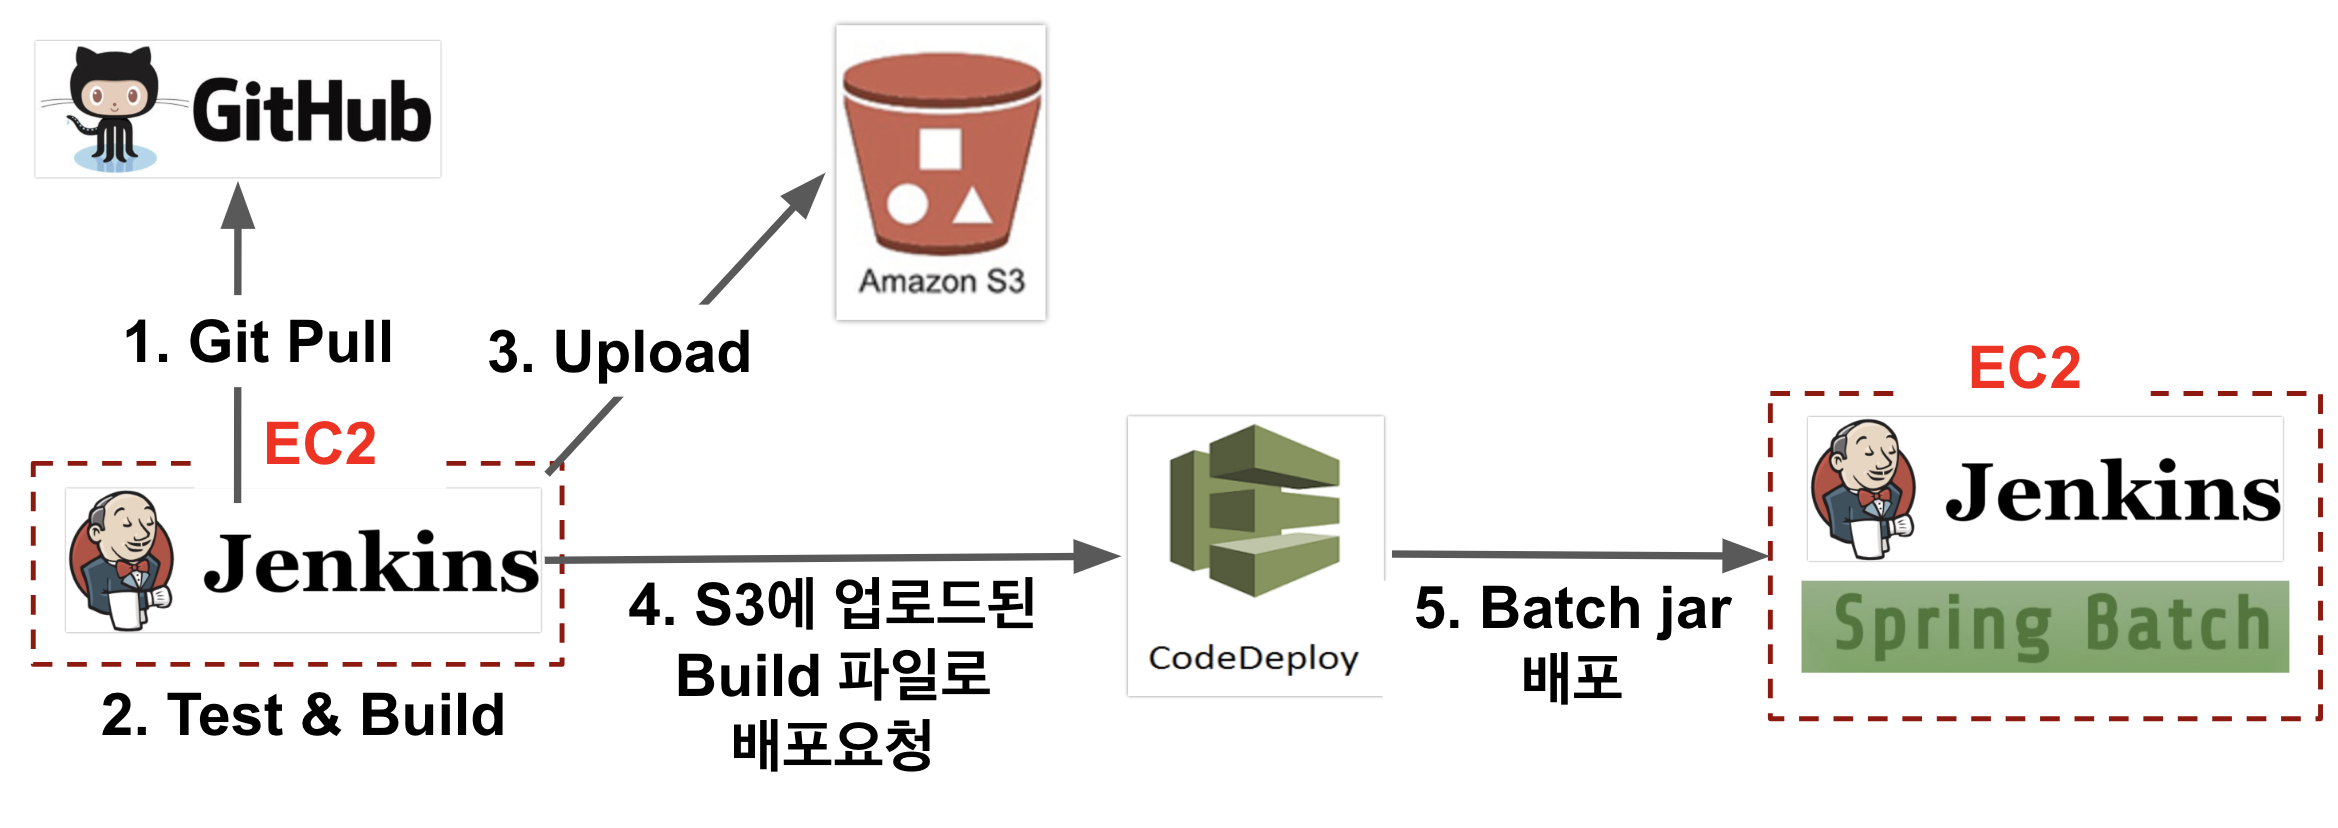 GitHub
Amazon S3
1. Git Pull
3. Upload
EC2
Jenkins
2. Test & Build
4. S3에 업로드된
Build 파일로
배포요청
CodeDeploy
5. Batch jar
배포
EC2
Jenkins
Spring Batch